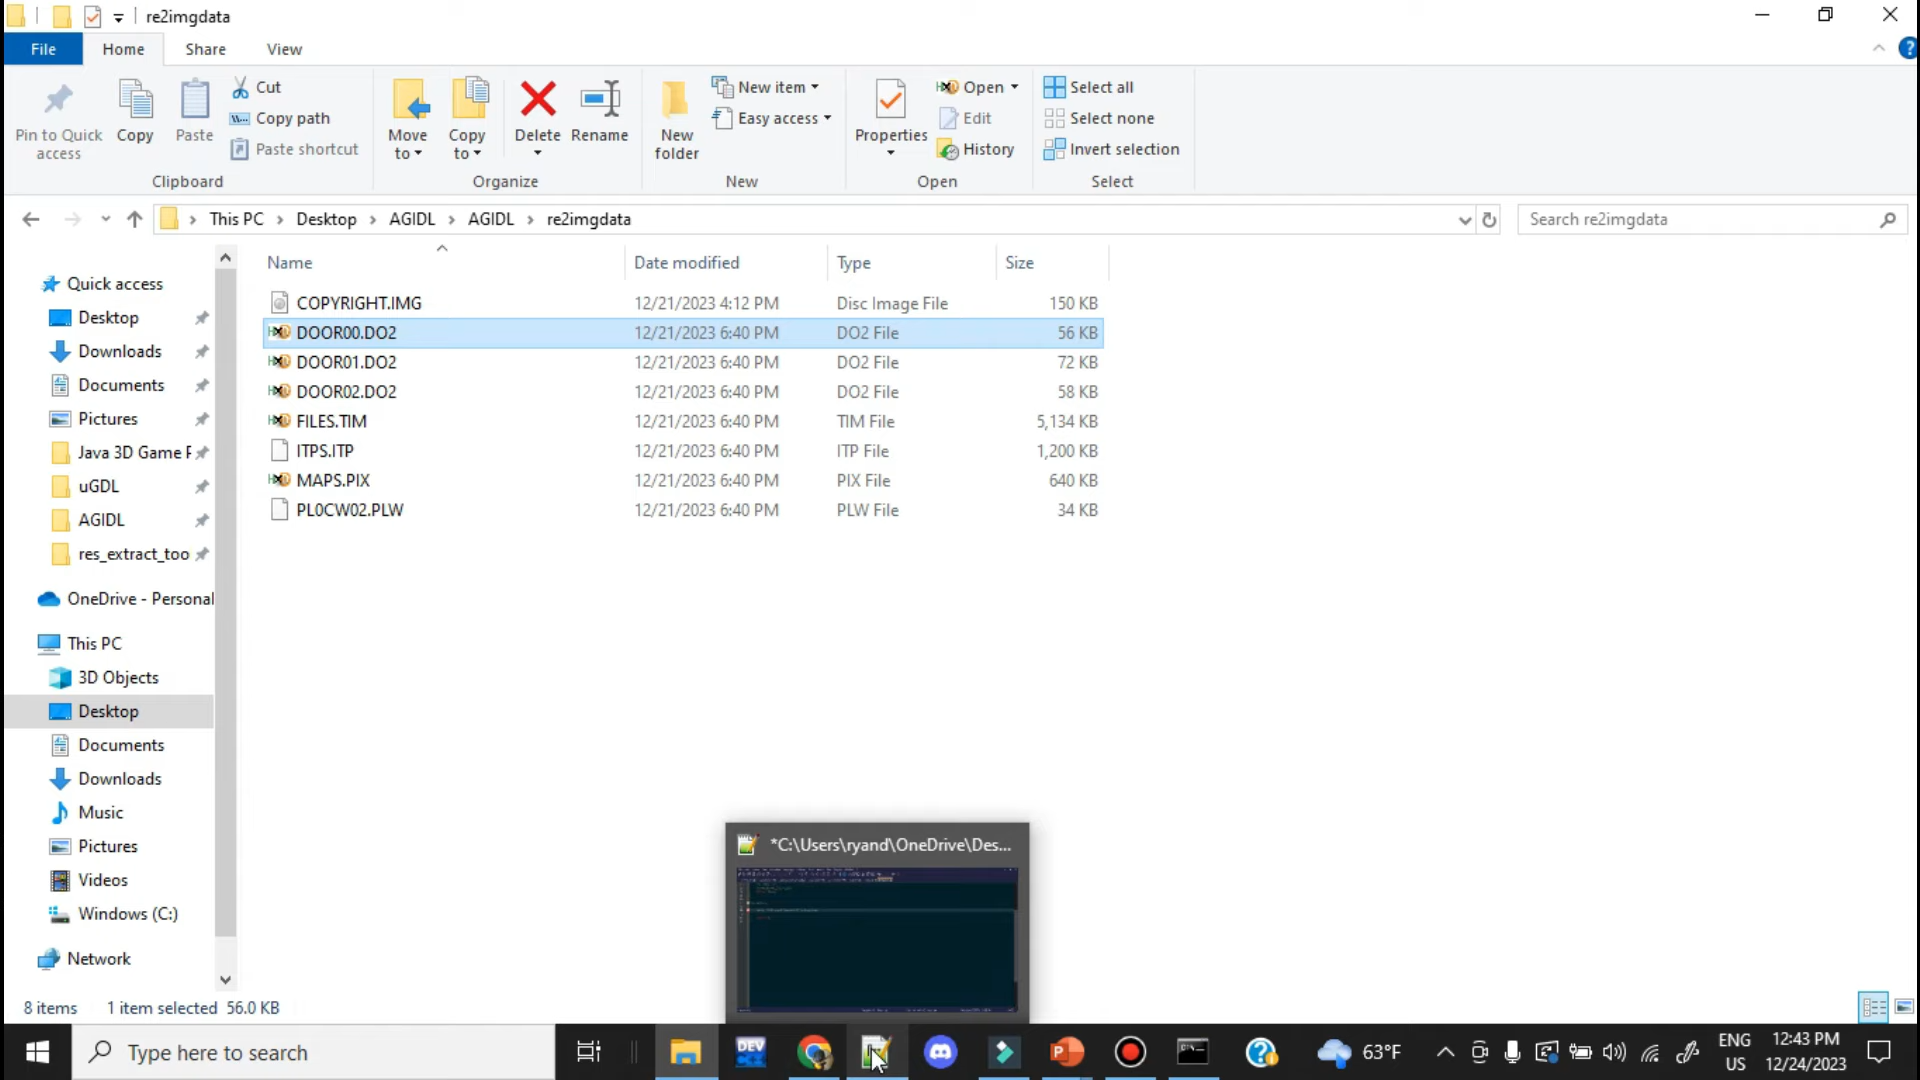 re2imgdata
File Home Share View
Pin to Quick access
Copy
Paste
Cut
Copy path
Paste shortcut
Clipboard
Move to
Copy to
Delete
Rename
Organize
New folder
New item
Easy access
New
Properties
Open
Edit
History
Open
Select all
Select none
Invert selection
Select
This PC > Desktop > AGIDL > AGIDL > re2imgdata
Search re2imgdata
Name Date modified Type Size
COPYRIGHT.IMG 12/21/2023 4:12 PM Disc Image File 150 KB
DOOR00.DO2 12/21/2023 6:40 PM DO2 File 56 KB
DOOR01.DO2 12/21/2023 6:40 PM DO2 File 72 KB
DOOR02.DO2 12/21/2023 6:40 PM DO2 File 58 KB
FILES.TIM 12/21/2023 6:40 PM TIM File 5,134 KB
ITPS.ITP 12/21/2023 6:40 PM ITP File 1,200 KB
MAPS.PIX 12/21/2023 6:40 PM PIX File 640 KB
PL0CW02.PLW 12/21/2023 6:40 PM PLW File 34 KB
Quick access
Desktop
Downloads
Documents
Pictures
Java 3D Game F
uGDL
AGIDL
res_extract_too
OneDrive - Personal
This PC
3D Objects
Desktop
Documents
Downloads
Music
Pictures
Videos
Windows (C:)
Network
8 items 1 item selected 56.0 KB
*C:\Users\ryand\OneDrive\Des...
Type here to search
DEV
63°F
ENG
US
12:43 PM
12/24/2023